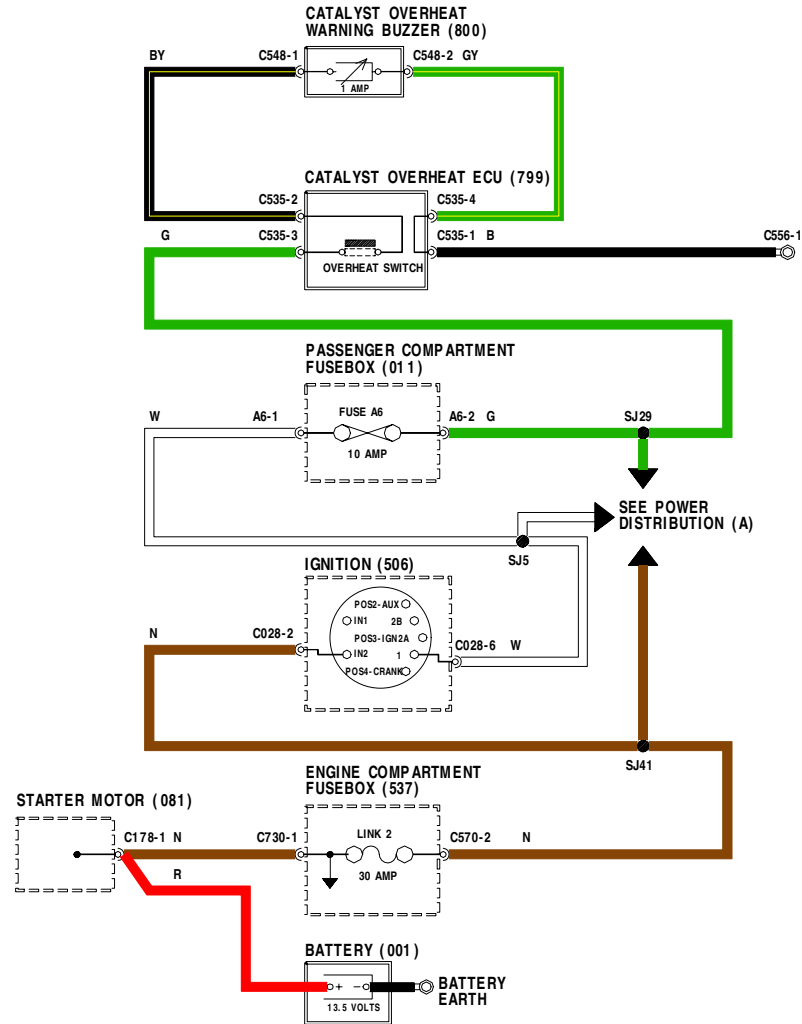 CATALYST OVERHEAT
WARNING BUZZER (800)
BY
C548-1
C548-2 GY
1 AMP
CATALYST OVERHEAT ECU (799)
C535-2
C535-4
G
C535-3
C535-1 B
C556-1
OVERHEAT SWITCH
PASSENGER COMPARTMENT
FUSEBOX (011)
W
A6-1
FUSE A6
A6-2 G
SJ29
10 AMP
SEE POWER
DISTRIBUTION (A)
SJ5
IGNITION (506)
POS2-AUX
IN1
2B
N
C028-2
POS3-IGN2A
C028-6 W
IN2
1
POS4-CRANK
SJ41
ENGINE COMPARTMENT
FUSEBOX (537)
STARTER MOTOR (081)
C178-1 N
C730-1
LINK 2
C570-2 N
R
30 AMP
BATTERY (001)
+ -
BATTERY
EARTH
13.5 VOLTS